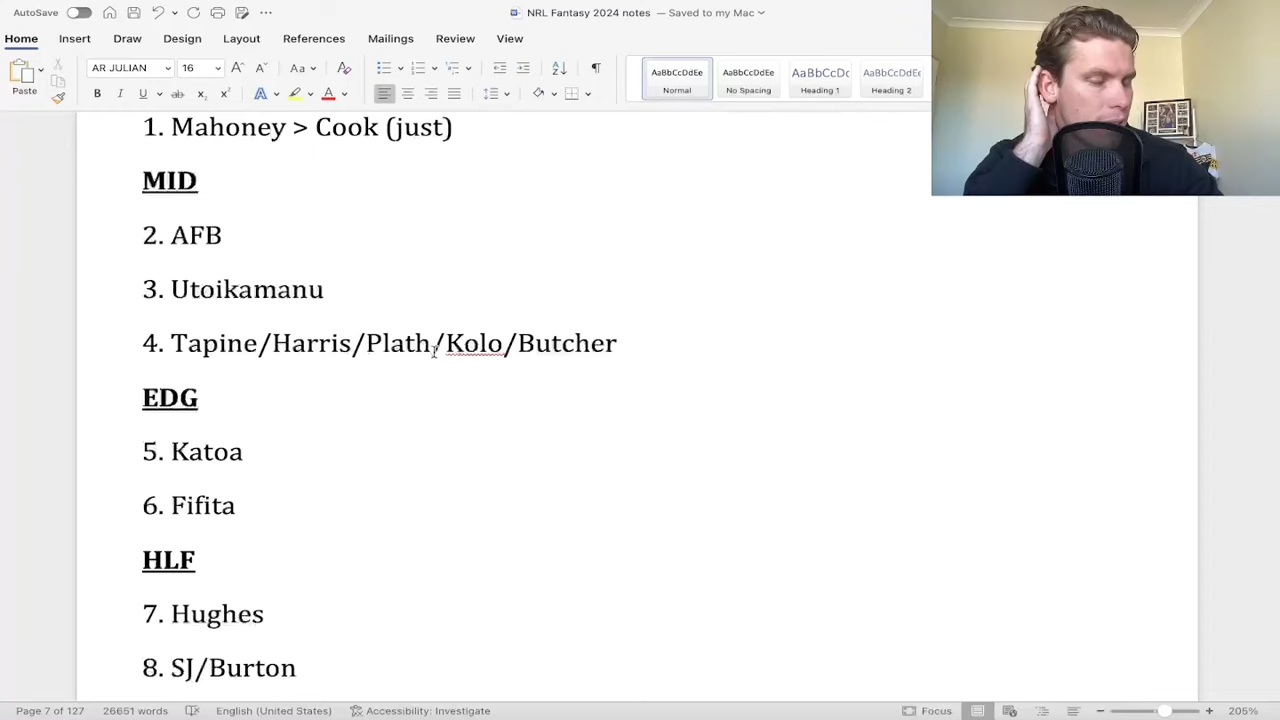 AutoSave
NRL Fantasy 2024 notes — Saved to my Mac
Home Insert Draw Design Layout References Mailings Review View
Paste
AR JULIAN 16
AaBbCcDdEe AaBbCcDdEe AaBbCcDc AaBbCcDdEe
Normal No Spacing Heading 1 Heading 2
1. Mahoney > Cook (just)
MID
2. AFB
3. Utoikamanu
4. Tapine/Harris/Plath/Kolo/Butcher
EDG
5. Katoa
6. Fifita
HLF
7. Hughes
8. SJ/Burton
Page 7 of 127 26651 words English (United States) Accessibility: Investigate Focus 205%